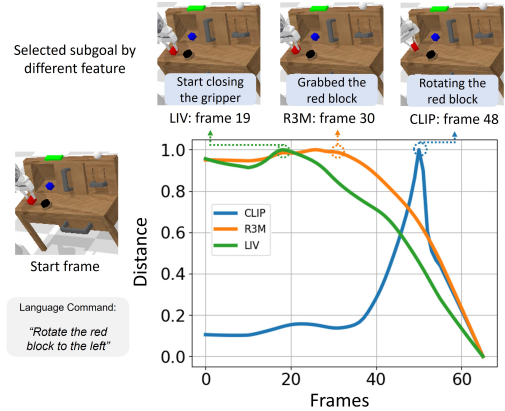 Selected subgoal by
different feature
Start closing
the gripper
Grabbed the
red block
Rotating the
red block
LIV: frame 19
R3M: frame 30
CLIP: frame 48
Start frame
Language Command:
"Rotate the red
block to the left"
Distance
1.0
0.8
0.6
0.4
0.2
0.0
CLIP
R3M
LIV
0
20
40
60
Frames